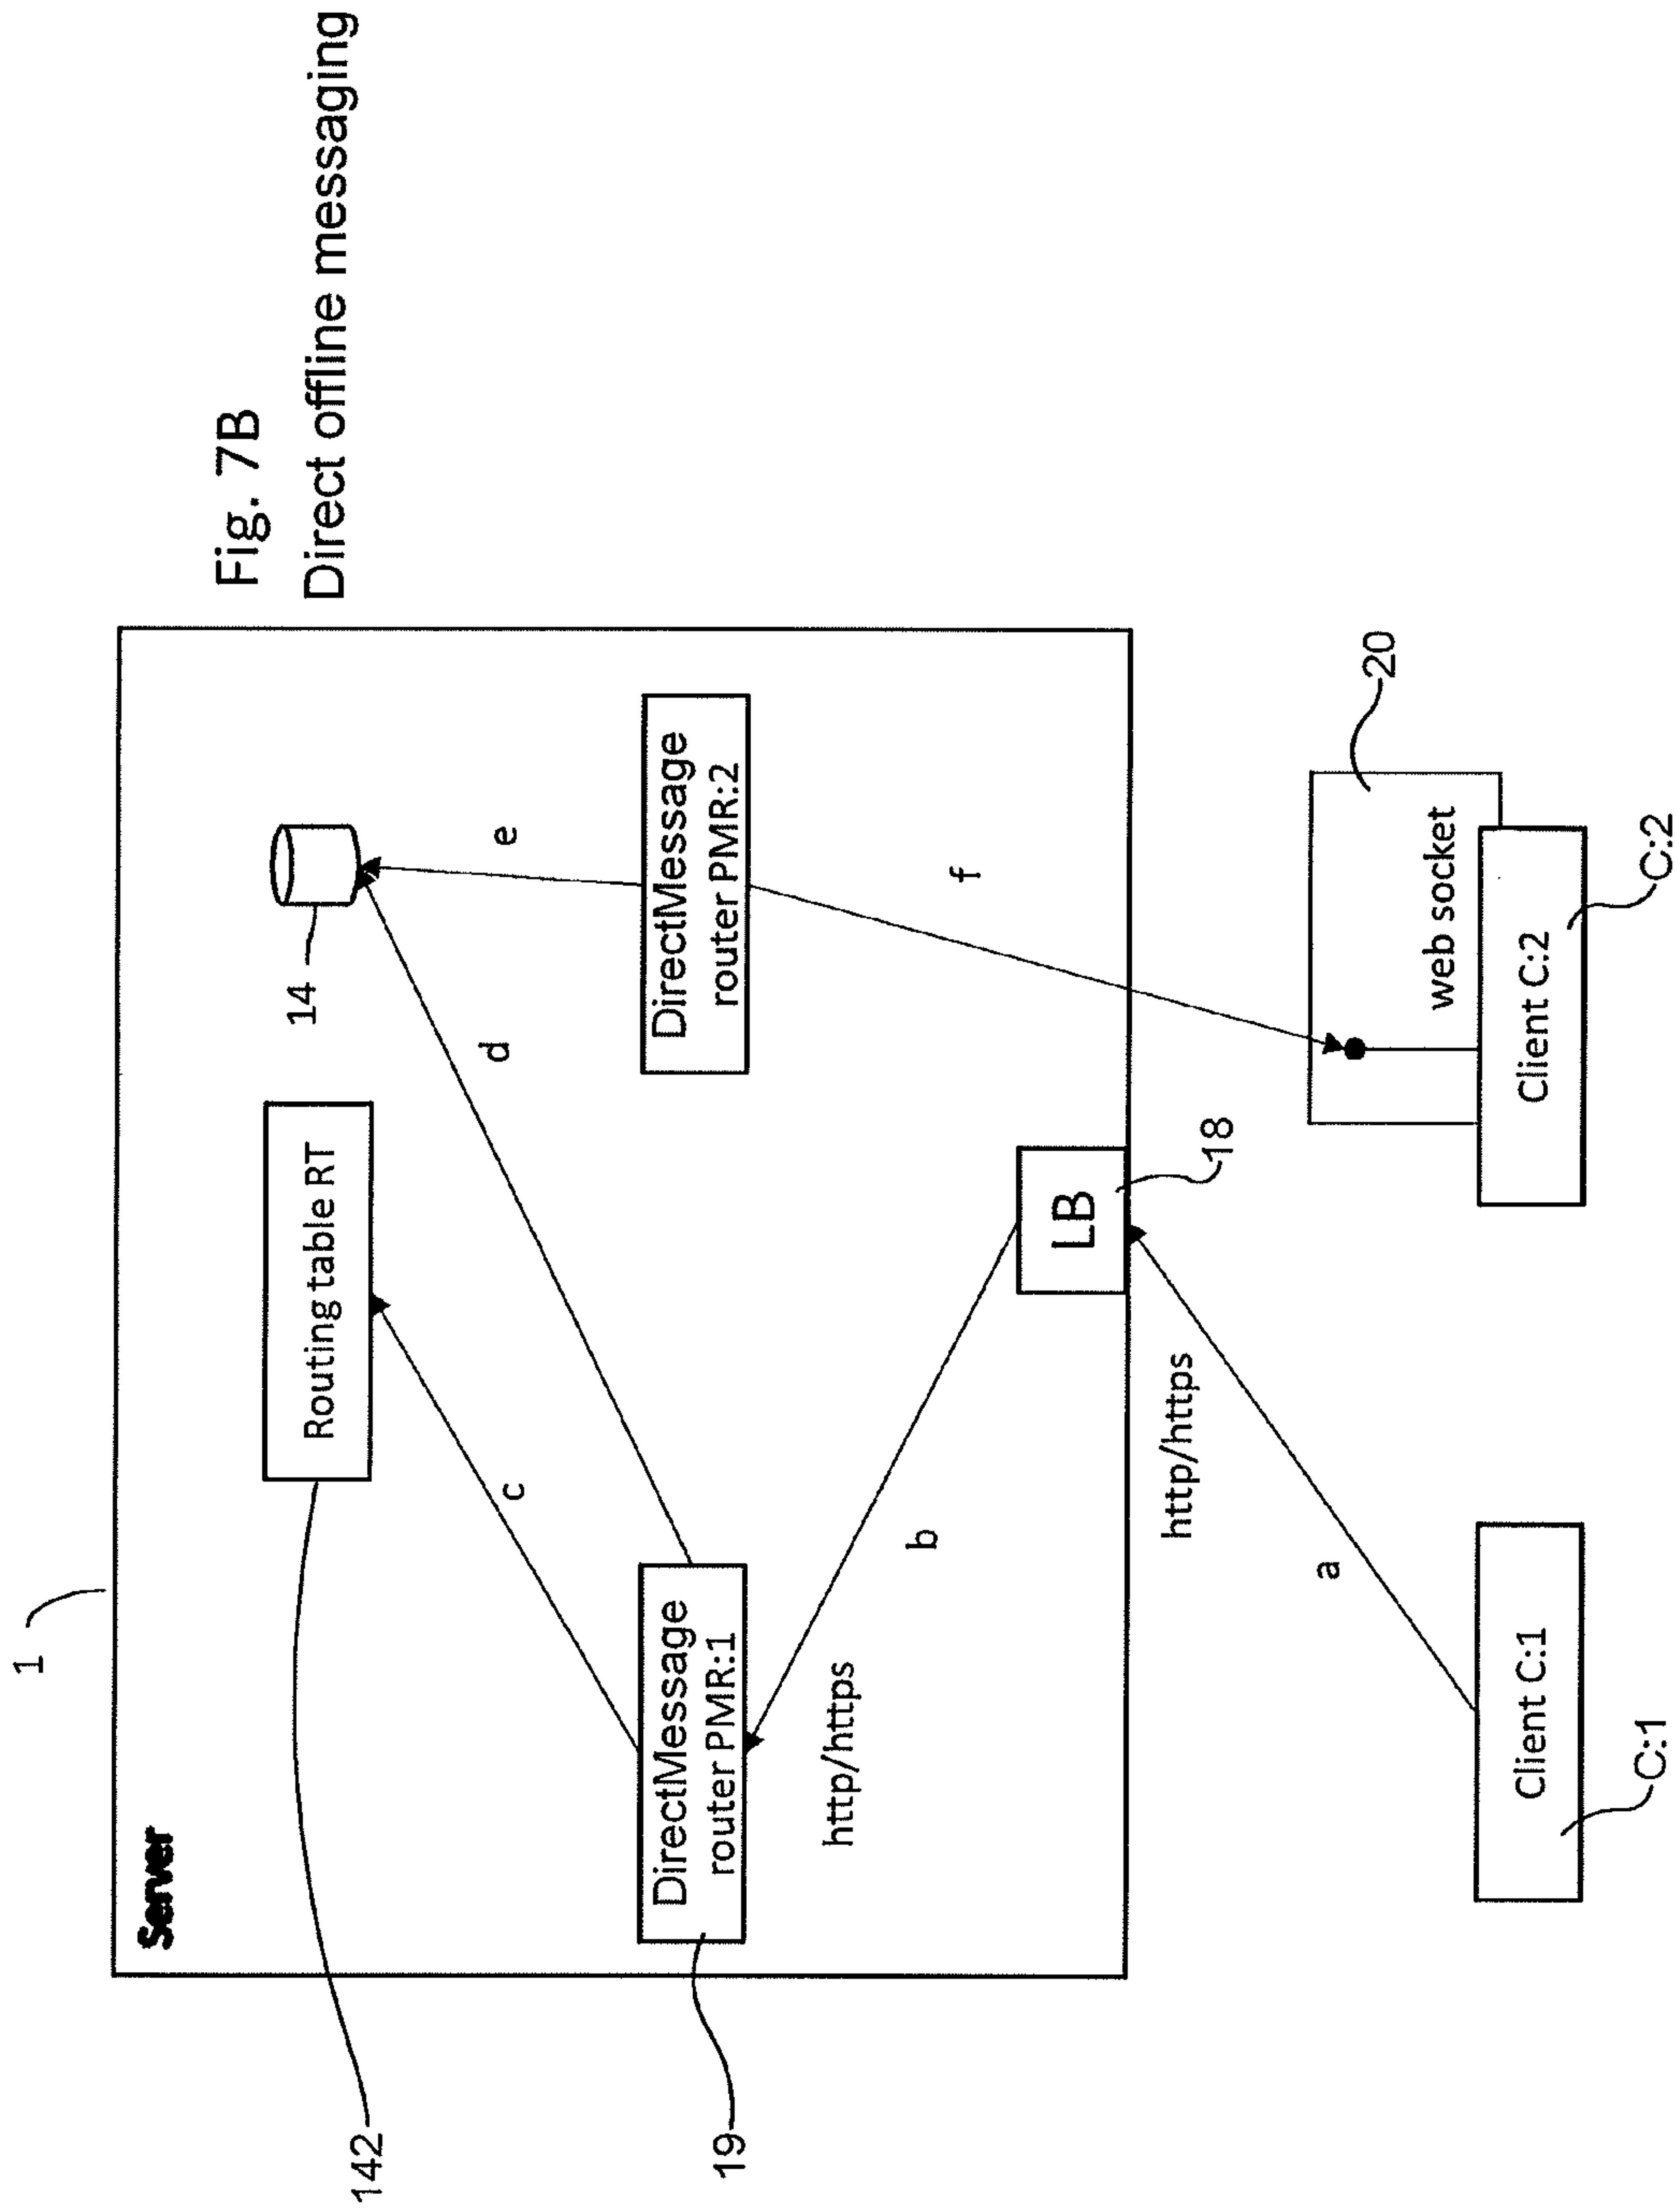 1
Server
142
Routing table RT
14
c
d
e
19
DirectMessage
router PMR:1
DirectMessage
router PMR:2
http/https
b
f
LB
18
http/https
a
20
web socket
Client C:1
C:1
Client C:2
C:2
Fig. 7B
Direct offline messaging